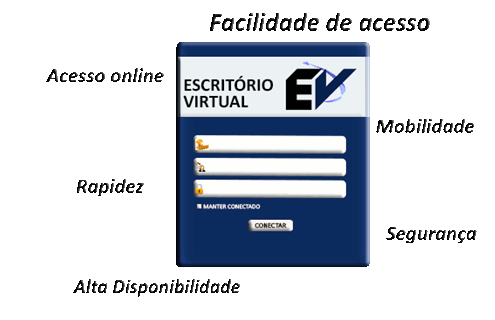 Facilidade de acesso
Acesso online
ESCRITÓRIO
VIRTUAL
EV
Mobilidade
Rapidez
MANTER CONECTADO
CONECTAR
Segurança
Alta Disponibilidade